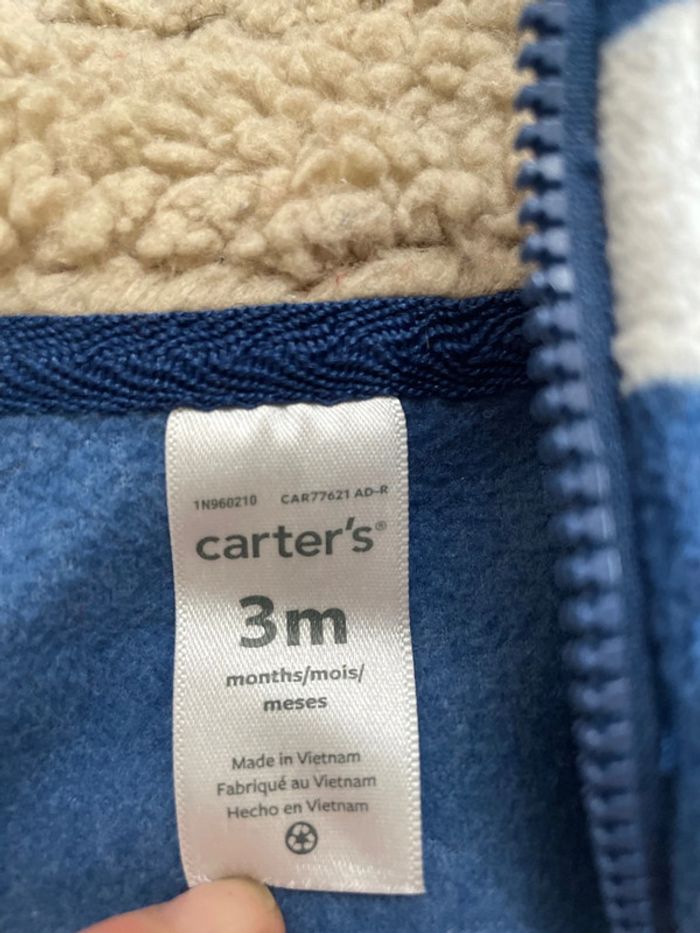 1N960210 CAR77621 AD-R
carter's®
3m
months/mois/
meses
Made in Vietnam
Fabriqué au Vietnam
Hecho en Vietnam